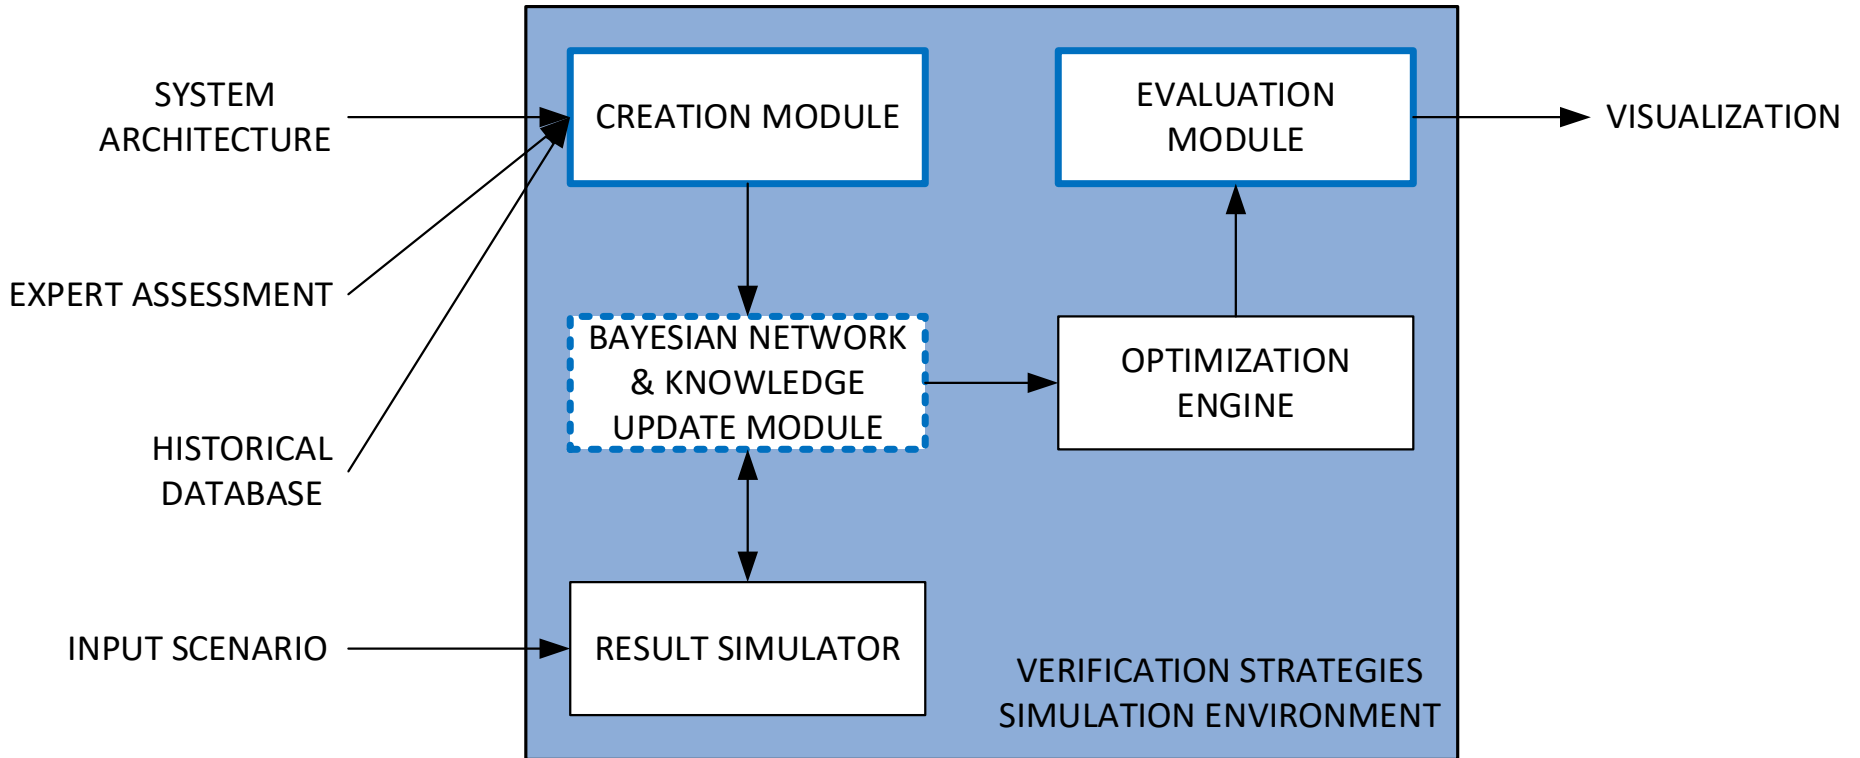 SYSTEM
ARCHITECTURE
EXPERT ASSESSMENT
HISTORICAL
DATABASE
INPUT SCENARIO
CREATION MODULE
BAYESIAN NETWORK
& KNOWLEDGE
UPDATE MODULE
RESULT SIMULATOR
EVALUATION
MODULE
OPTIMIZATION
ENGINE
VERIFICATION STRATEGIES
SIMULATION ENVIRONMENT
VISUALIZATION